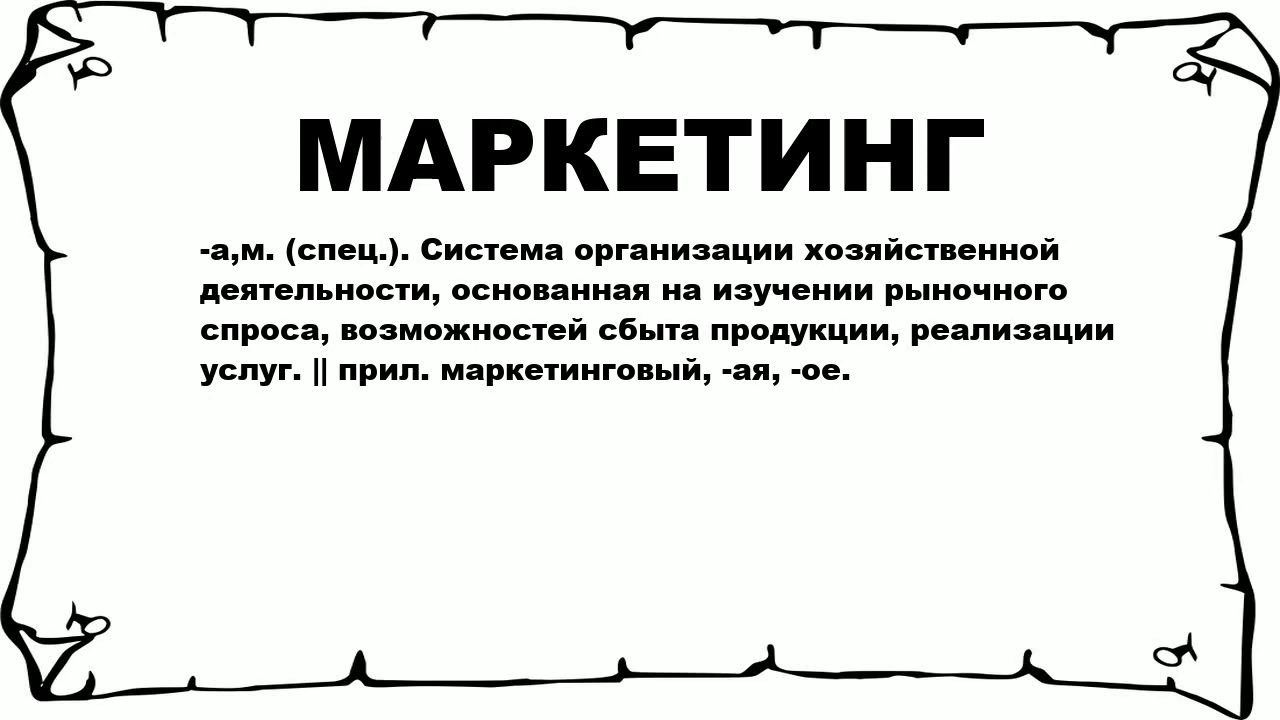 МАРКЕТИНГ
-а,м. (спец.). Система организации хозяйственной
деятельности, основанная на изучении рыночного
спроса, возможностей сбыта продукции, реализации
услуг. || прил. маркетинговый, -ая, -ое.